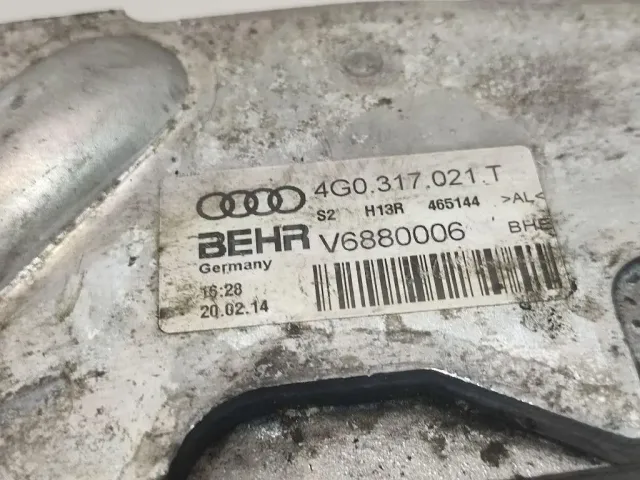 4G0.317.021 T
S2 H13R 465144 >AL<
BEHR V6880006 BHE
Germany
16:28
20.02.14